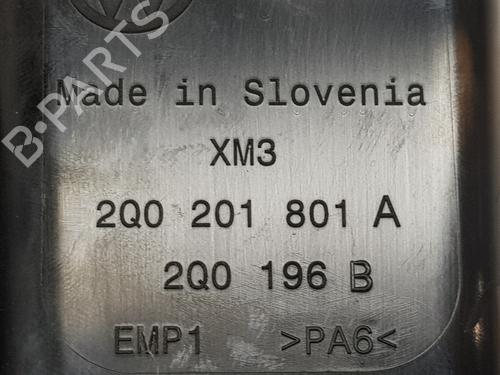 B-PARTS
Made in Slovenia
XM3
2Q0 201 801 A
2Q0 196 B
EMP1 >PA6<